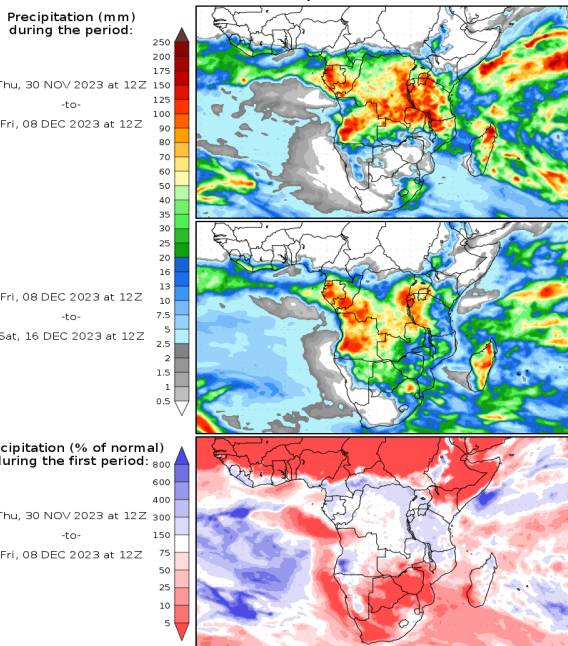 Precipitation (mm)
during the period:
250
200
175
150
125
100
90
80
70
60
50
40
35
30
25
20
16
13
10
7.5
5
2.5
2
1.5
1
0.5
Thu, 30 NOV 2023 at 12Z
-to-
Fri, 08 DEC 2023 at 12Z
Fri, 08 DEC 2023 at 12Z
-to-
Sat, 16 DEC 2023 at 12Z
cipitation (% of normal)
during the first period:
800
600
400
300
150
75
50
25
10
5
Thu, 30 NOV 2023 at 12Z
-to-
Fri, 08 DEC 2023 at 12Z